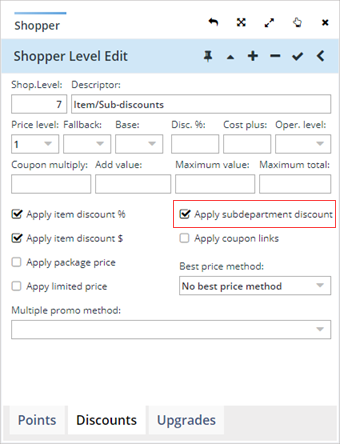 Shopper
Shopper Level Edit
Shop.Level: Descriptor:
7 Item/Sub-discounts
Price level: Fallback: Base: Disc. %: Cost plus: Oper. level:
1
Coupon multiply: Add value: Maximum value: Maximum total:
Apply item discount % Apply subdepartment discount
Apply item discount $ Apply coupon links
Apply package price Best price method:
Appy limited price No best price method
Multiple promo method:
Points Discounts Upgrades